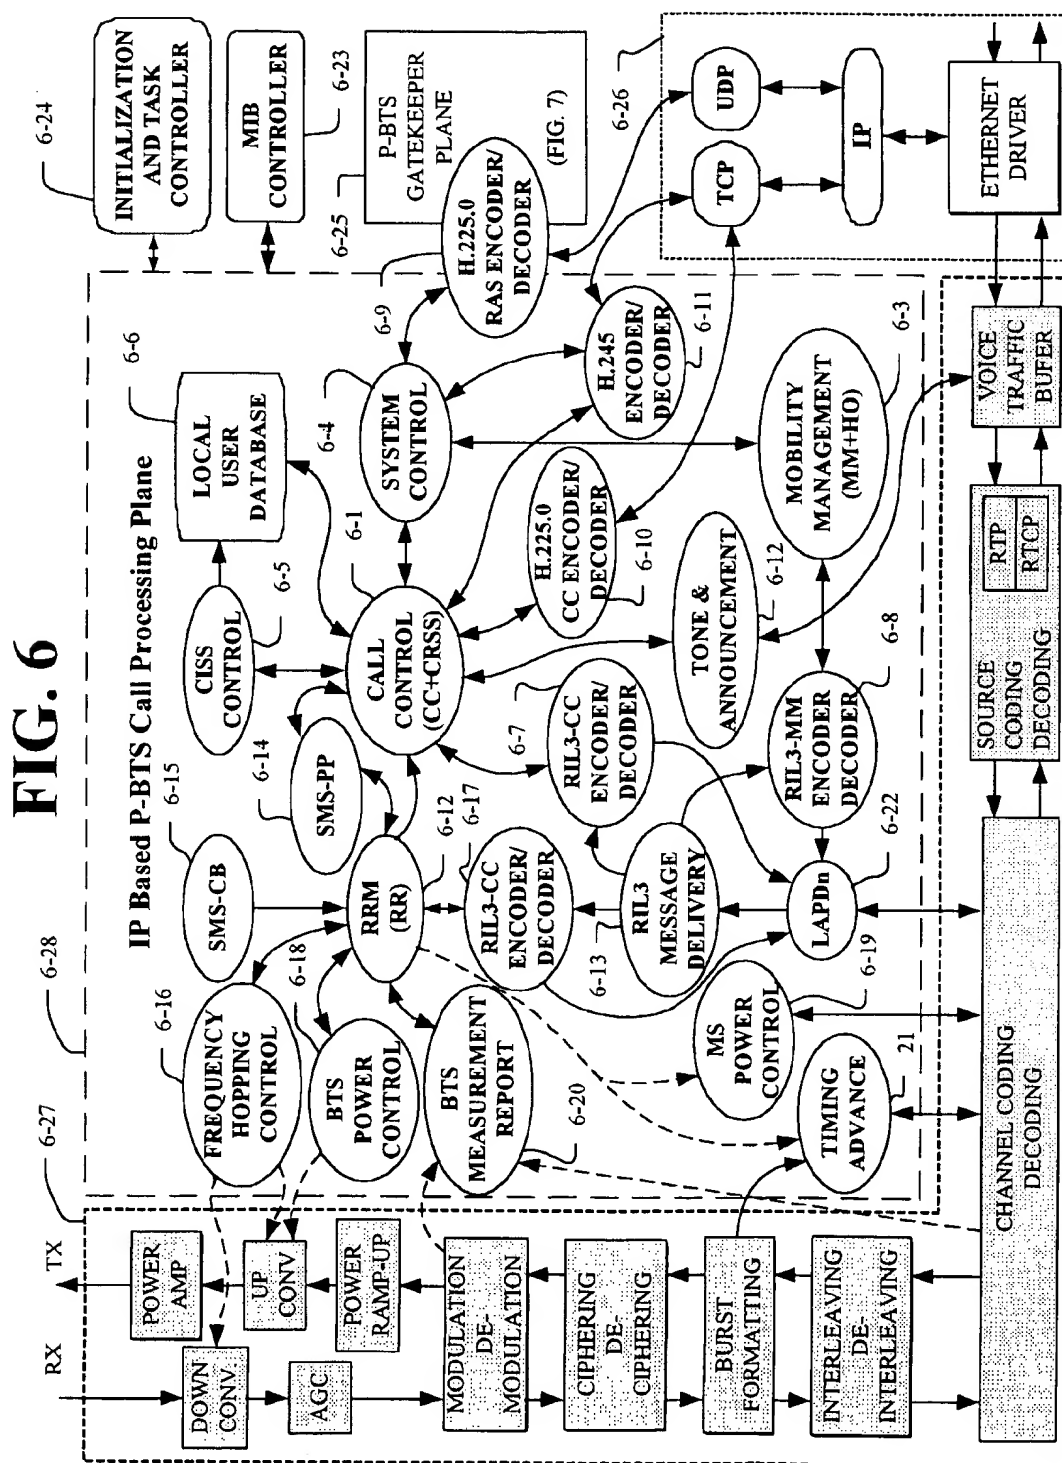 FIG. 6
IP Based P-BTS Call Processing Plane
6-27
6-28
RX
TX
DOWN
CONV.
POWER
AMP
AGC
UP
CONV
POWER
RAMP-UP
MODULATION
DE-
MODULATION
CIPHERING
DE-
CIPHERING
BURST
FORMATTING
INTERLEAVING
DE-
INTERLEAVING
CHANNEL CODING
DECODING
6-16
FREQUENCY
HOPPING
CONTROL
6-18
BTS
POWER
CONTROL
BTS
MEASUREMENT
REPORT
6-20
MS
POWER
CONTROL
6-19
TIMING
ADVANCE
21
6-15
SMS-CB
6-14
SMS-PP
RRM
(RR)
6-12
6-17
RIL3-CC
ENCODER/
DECODER
6-13
RIL3
MESSAGE
DELIVERY
LAPDn
6-22
CISS
CONTROL
6-5
LOCAL
USER
DATABASE
6-6
6-1
CALL
CONTROL
(CC+CRSS)
6-4
SYSTEM
CONTROL
6-7
RIL3-CC
ENCODER/
DECODER
RIL3-MM
ENCODER
DECODER
6-8
TONE &
ANNOUNCEMENT
6-12
H.225.0
CC ENCODER/
DECODER
6-10
H.245
ENCODER/
DECODER
6-11
MOBILITY
MANAGEMENT
(MM+HO)
6-3
6-9
H.225.0
RAS ENCODER/
DECODER
6-24
INITIALIZATION
AND TASK
CONTROLLER
MIB
CONTROLLER
6-23
6-25
P-BTS
GATEKEEPER
PLANE
(FIG. 7)
6-26
UDP
TCP
IP
ETHERNET
DRIVER
VOICE
TRAFFIC
BUFFER
SOURCE
CODING
DECODING
RTP
RTCP